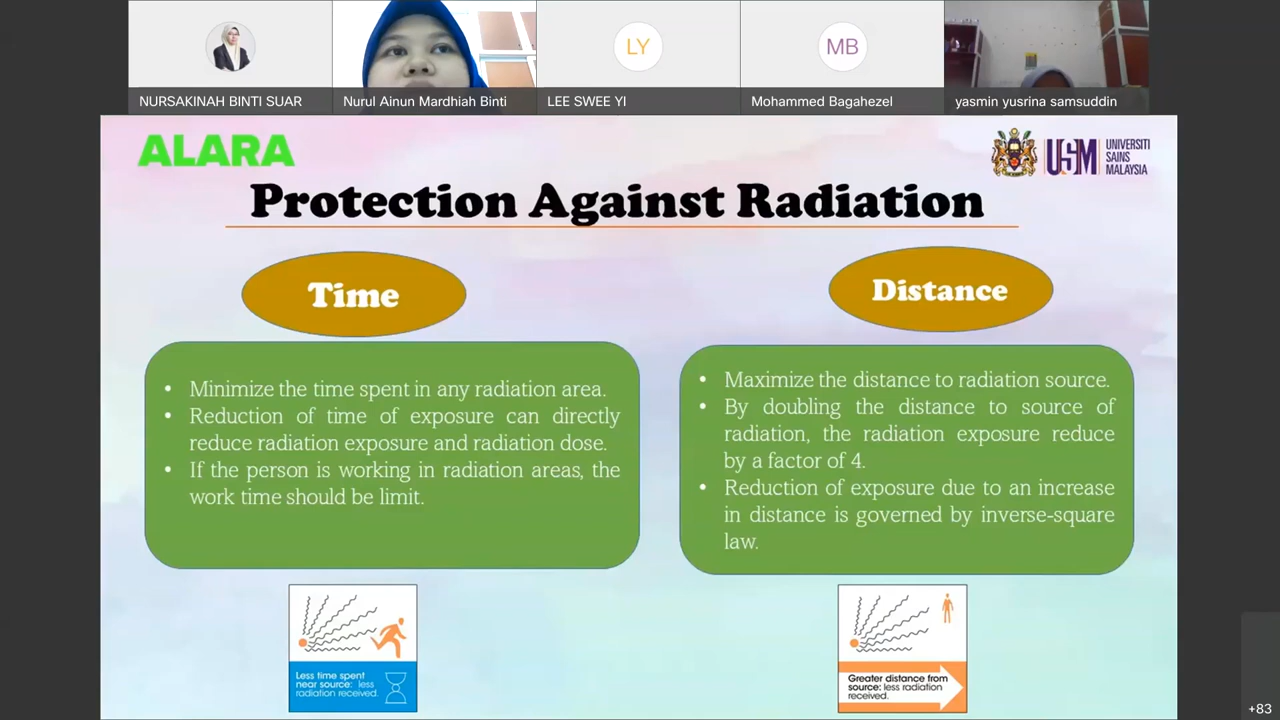 NURSAKINAH BINTI SUAR
Nurul Ainun Mardhiah Binti
LY
LEE SWEE YI
MB
Mohammed Bagahezel
yasmin yusrina samsuddin
ALARA
USM
UNIVERSITI
SAINS
MALAYSIA
Protection Against Radiation
Time
• Minimize the time spent in any radiation area.
• Reduction of time of exposure can directly
reduce radiation exposure and radiation dose.
• If the person is working in radiation areas, the
work time should be limit.
Distance
• Maximize the distance to radiation source.
• By doubling the distance to source of
radiation, the radiation exposure reduce
by a factor of 4.
• Reduction of exposure due to an increase
in distance is governed by inverse-square
law.
Less time spent
near source: less
radiation received.
Greater distance from
source: less radiation
received.
+83